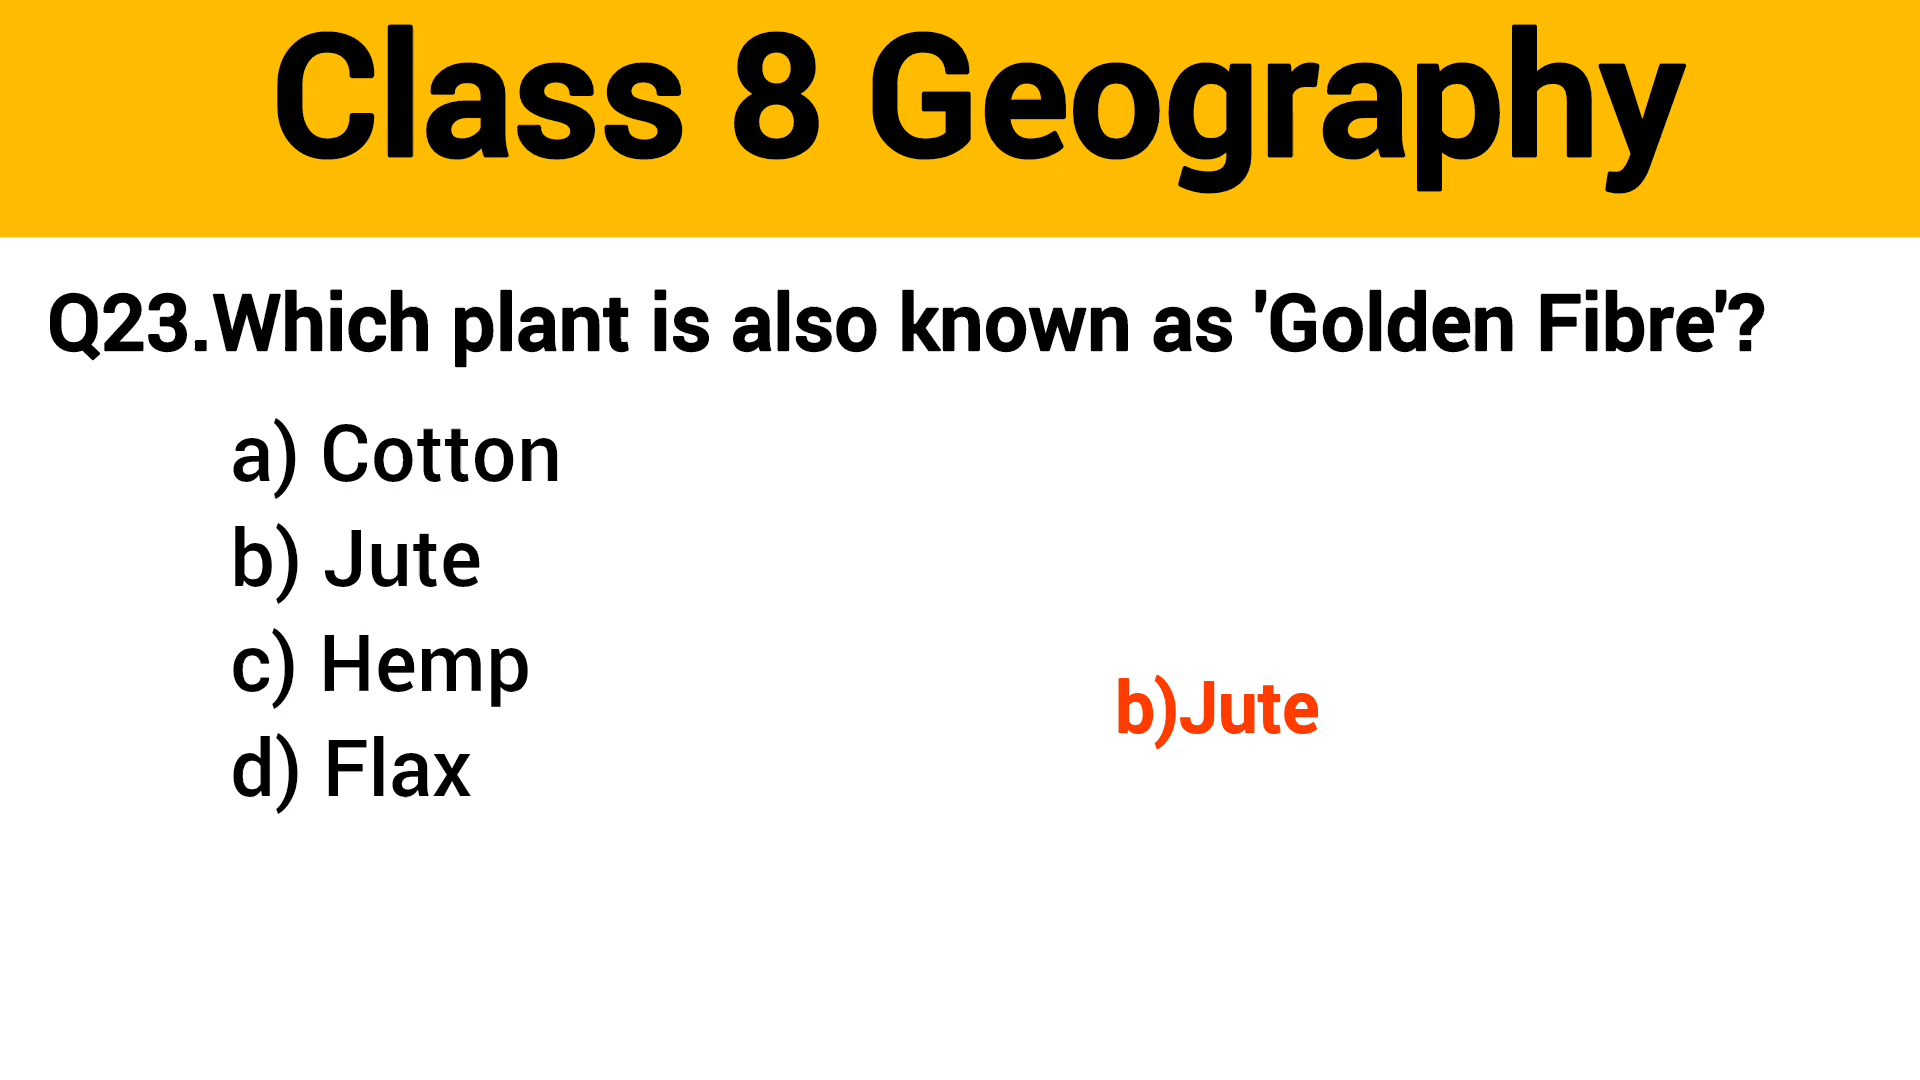 Class 8 Geography
Q23.Which plant is also known as 'Golden Fibre'?
a) Cotton
b) Jute
c) Hemp
d) Flax
b)Jute